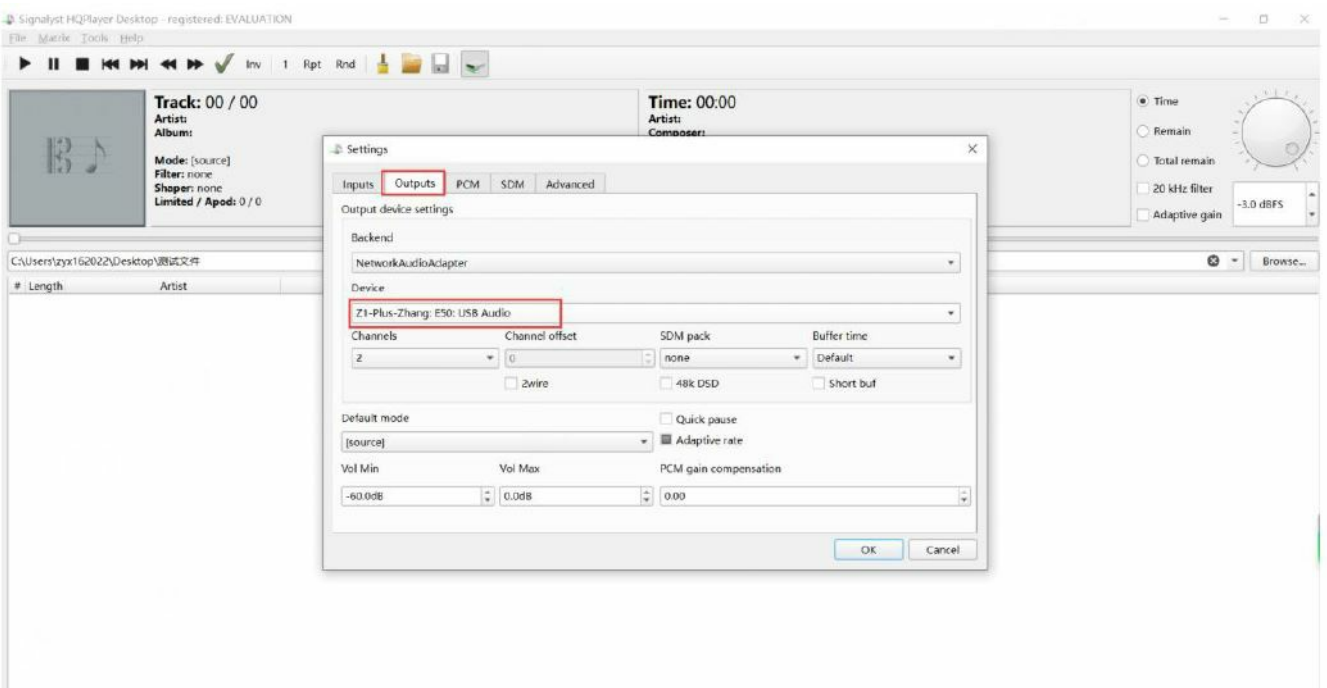 Signalyst HQPlayer Desktop - registered: EVALUATION
File Matrix Tools Help
Inv 1 Rpt Rnd
Track: 00 / 00
Artist:
Album:
Mode: [source]
Filter: none
Shaper: none
Limited / Apod: 0 / 0
Time: 00:00
Artist:
Composer:
Time
Remain
Total remain
20 kHz filter
Adaptive gain
-3.0 dBFS
C:\Users\zyx162022\Desktop\测试文件
Browse...
# Length Artist
Settings
Inputs Outputs PCM SDM Advanced
Output device settings
Backend
NetworkAudioAdapter
Device
Z1-Plus-Zhang: E50: USB Audio
Channels Channel offset SDM pack Buffer time
2 0 none Default
2wire 48k DSD Short buf
Default mode
Quick pause
[source]
Adaptive rate
Vol Min Vol Max PCM gain compensation
-60.0dB 0.0dB 0.00
OK Cancel